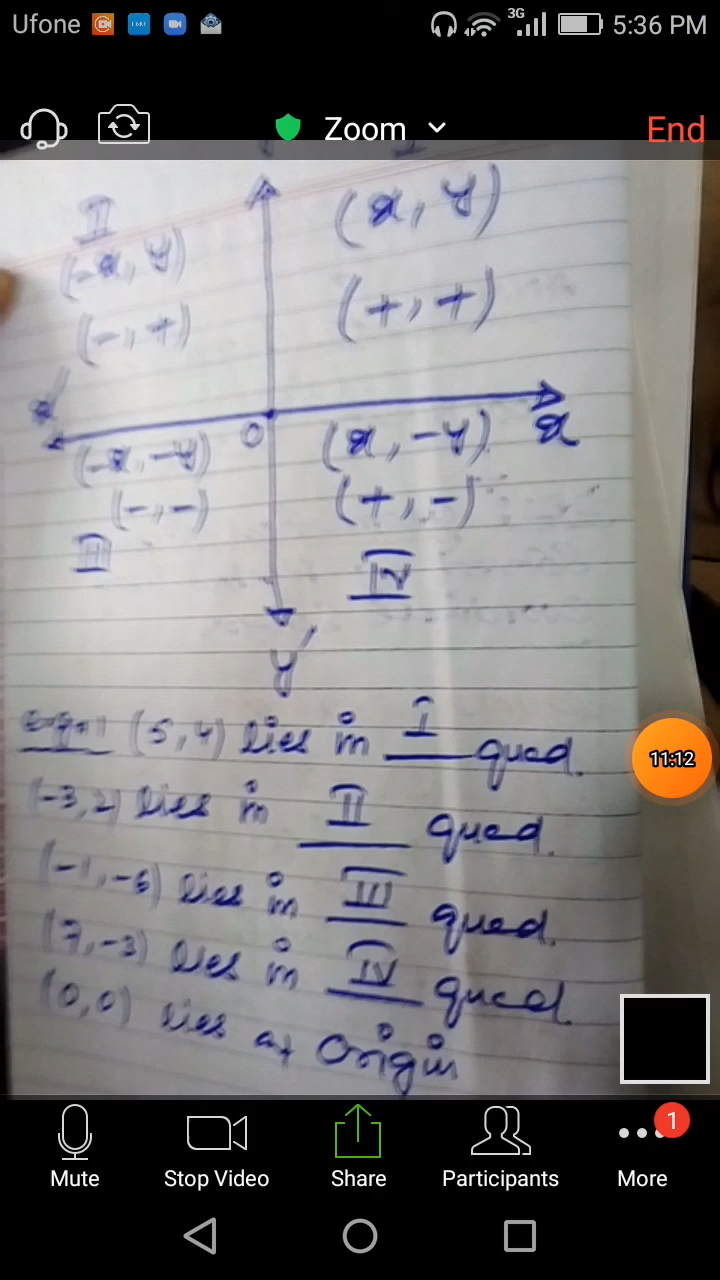 Ufone 3G 5:36 PM
Zoom End
II
(x, y)
(-x, y)
(+, +)
(-, +)
x'
O
x
(-x, -y) (x, -y)
(-, -) (+, -)
III
IV
y'
(5, 4) lies in I quad.
11:12
(-3, 2) lies in II quad.
(-1, -6) lies in III quad.
(7, -3) lies in IV quad.
(0, 0) lies at origin
Mute Stop Video Share Participants More
1